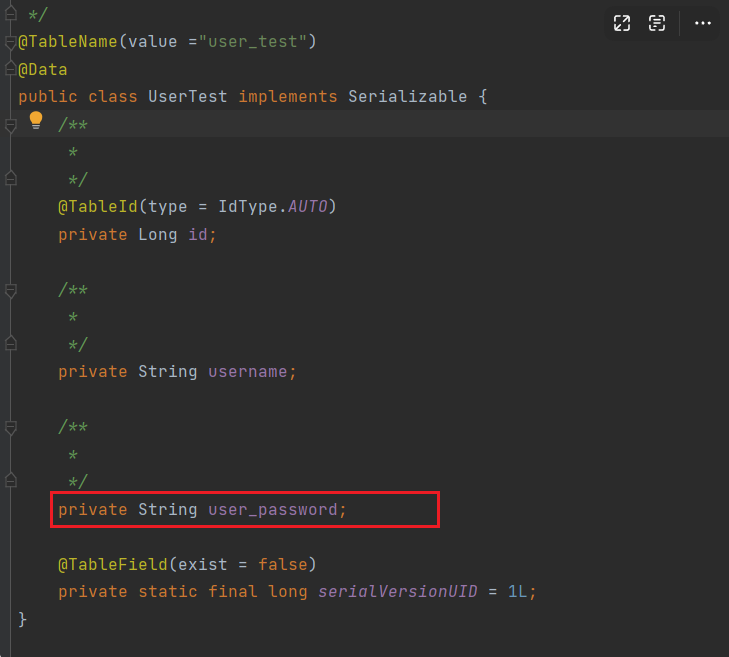 */
@TableName(value ="user_test")
@Data
public class UserTest implements Serializable {
/**
*
*/
@TableId(type = IdType.AUTO)
private Long id;
/**
*
*/
private String username;
/**
*
*/
private String user_password;
@TableField(exist = false)
private static final long serialVersionUID = 1L;
}